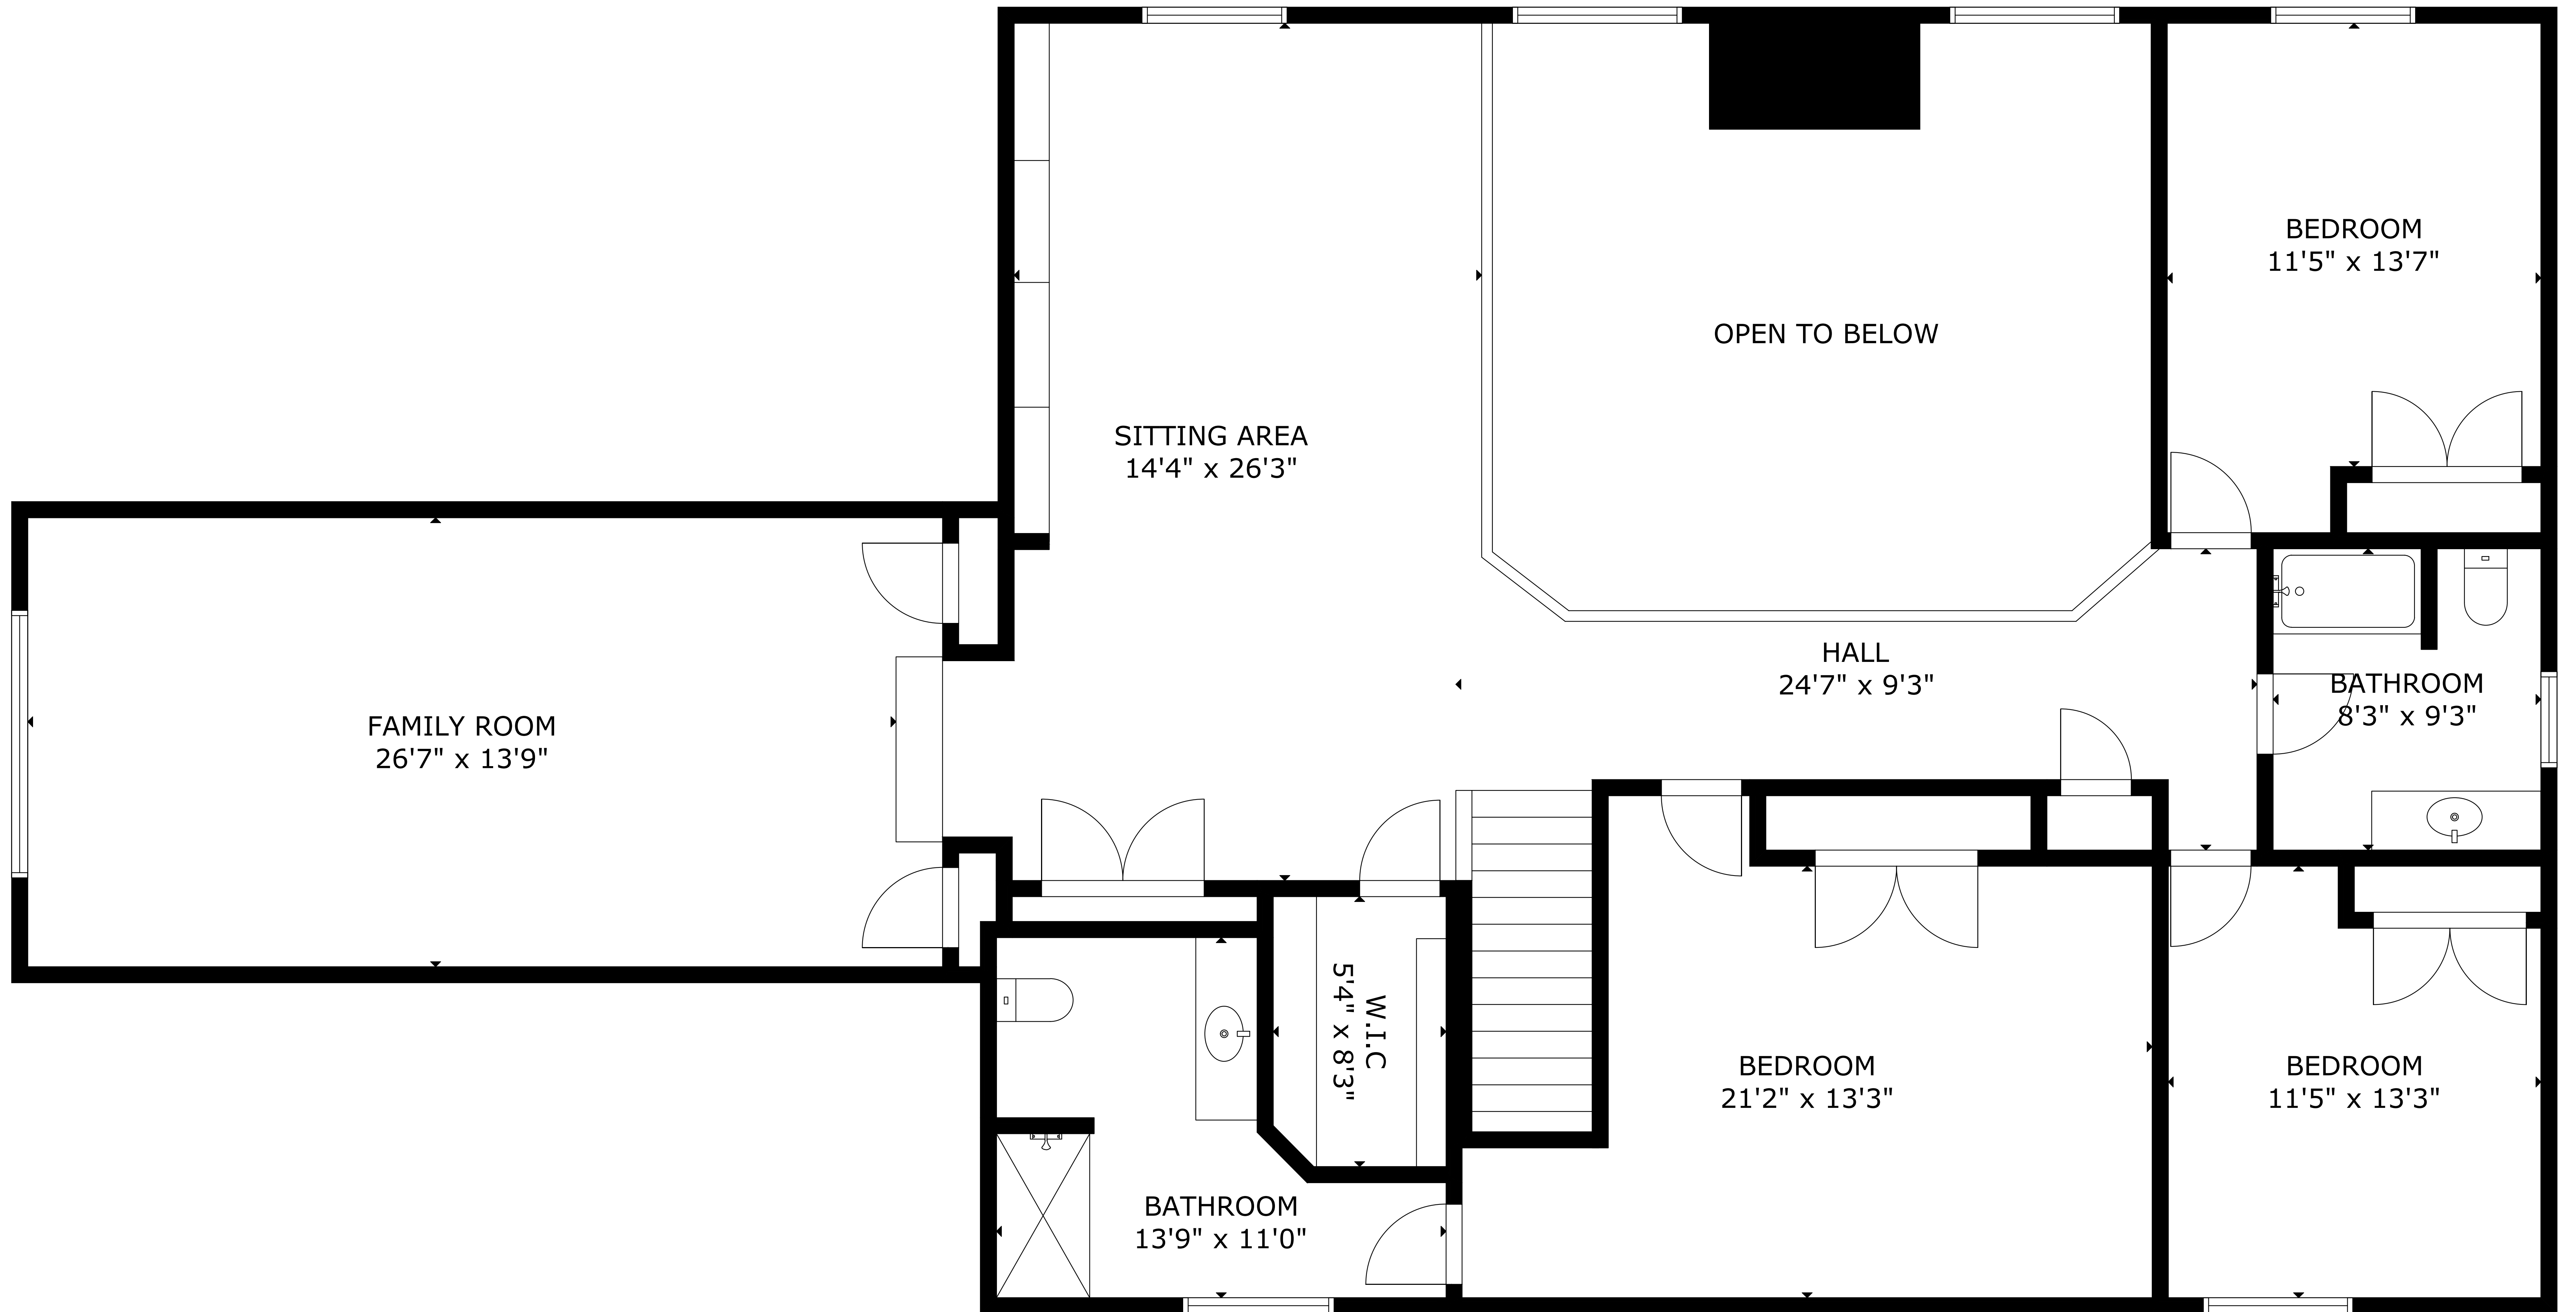 BEDROOM
11'5" x 13'7"
OPEN TO BELOW
SITTING AREA
14'4" x 26'3"
HALL
24'7" x 9'3"
BATHROOM
8'3" x 9'3"
FAMILY ROOM
26'7" x 13'9"
W.I.C
5'4" x 8'3"
BEDROOM
21'2" x 13'3"
BEDROOM
11'5" x 13'3"
BATHROOM
13'9" x 11'0"